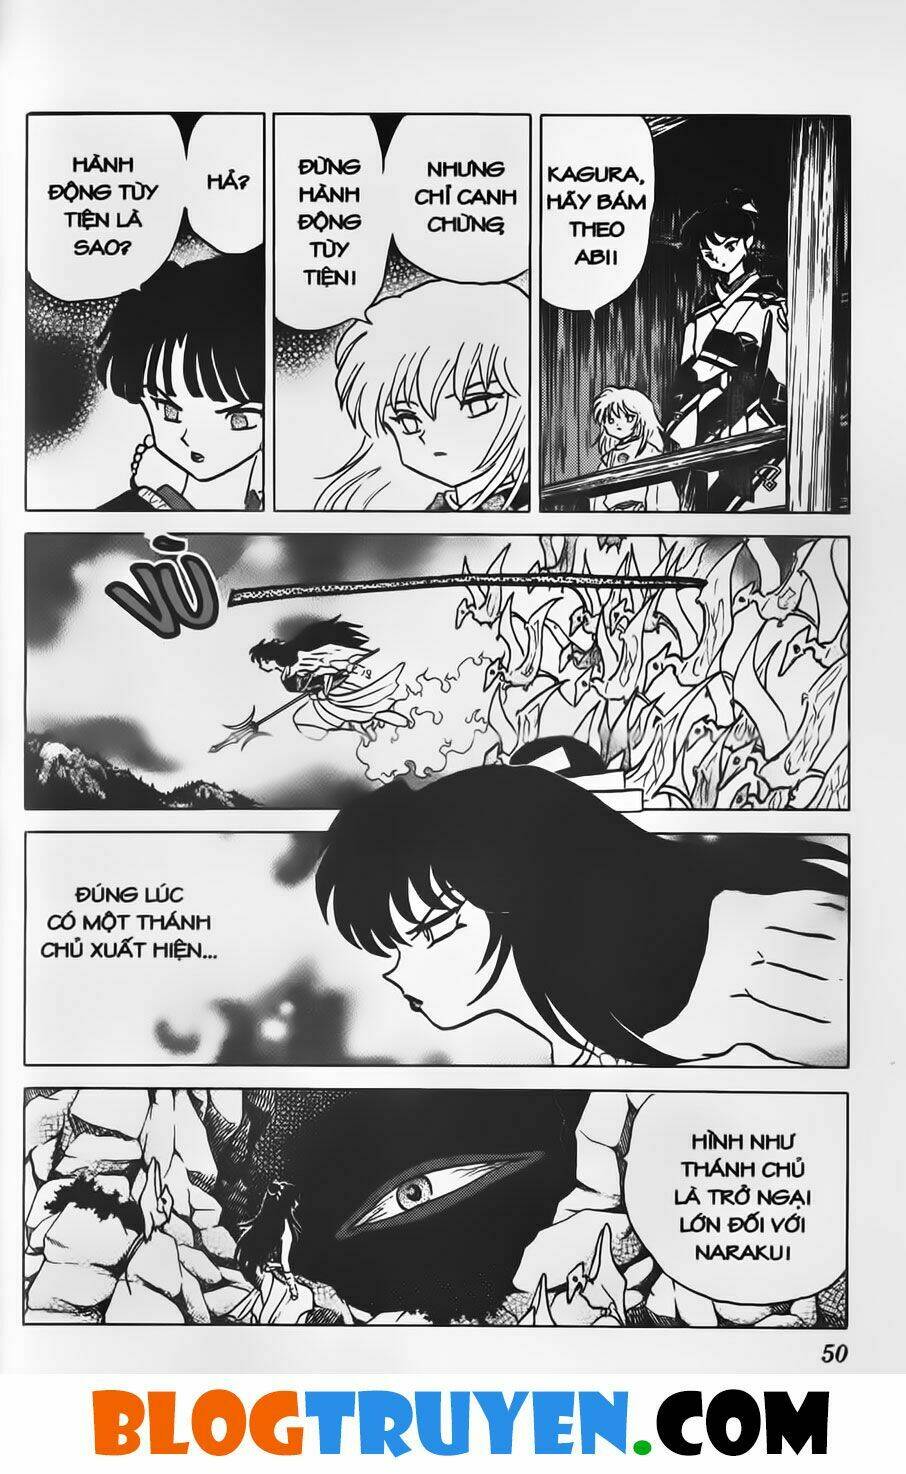 KAGURA,
HÃY BÁM
THEO
ABI!
NHƯNG
CHỈ CANH
CHỪNG,
ĐỪNG
HÀNH
ĐỘNG
TÙY
TIỆN!
HẢ?
HÀNH
ĐỘNG TÙY
TIỆN LÀ
SAO?
VÙ
ĐÚNG LÚC
CÓ MỘT THÁNH
CHỦ XUẤT HIỆN...
HÌNH NHƯ
THÁNH CHỦ
LÀ TRỞ NGẠI
LỚN ĐỐI VỚI
NARAKU!
50
BLOGTRUYEN.COM